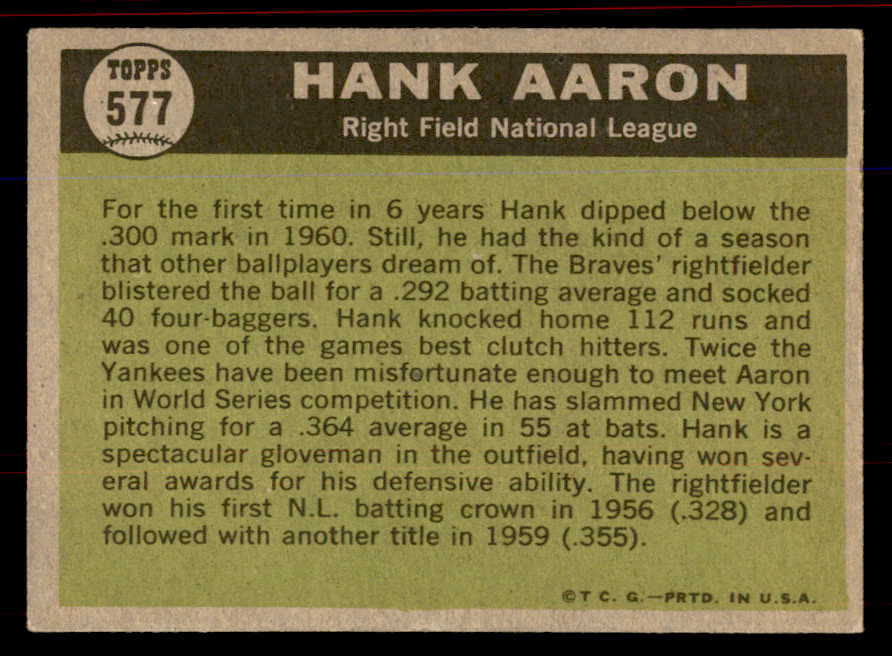 TOPPS
577
HANK AARON
Right Field National League
For the first time in 6 years Hank dipped below the
.300 mark in 1960. Still, he had the kind of a season
that other ballplayers dream of. The Braves' rightfielder
blistered the ball for a .292 batting average and socked
40 four-baggers. Hank knocked home 112 runs and
was one of the games best clutch hitters. Twice the
Yankees have been misfortunate enough to meet Aaron
in World Series competition. He has slammed New York
pitching for a .364 average in 55 at bats. Hank is a
spectacular gloveman in the outfield, having won sev-
eral awards for his defensive ability. The rightfielder
won his first N.L. batting crown in 1956 (.328) and
followed with another title in 1959 (.355).
©T C. G.—PRTD. IN U.S.A.